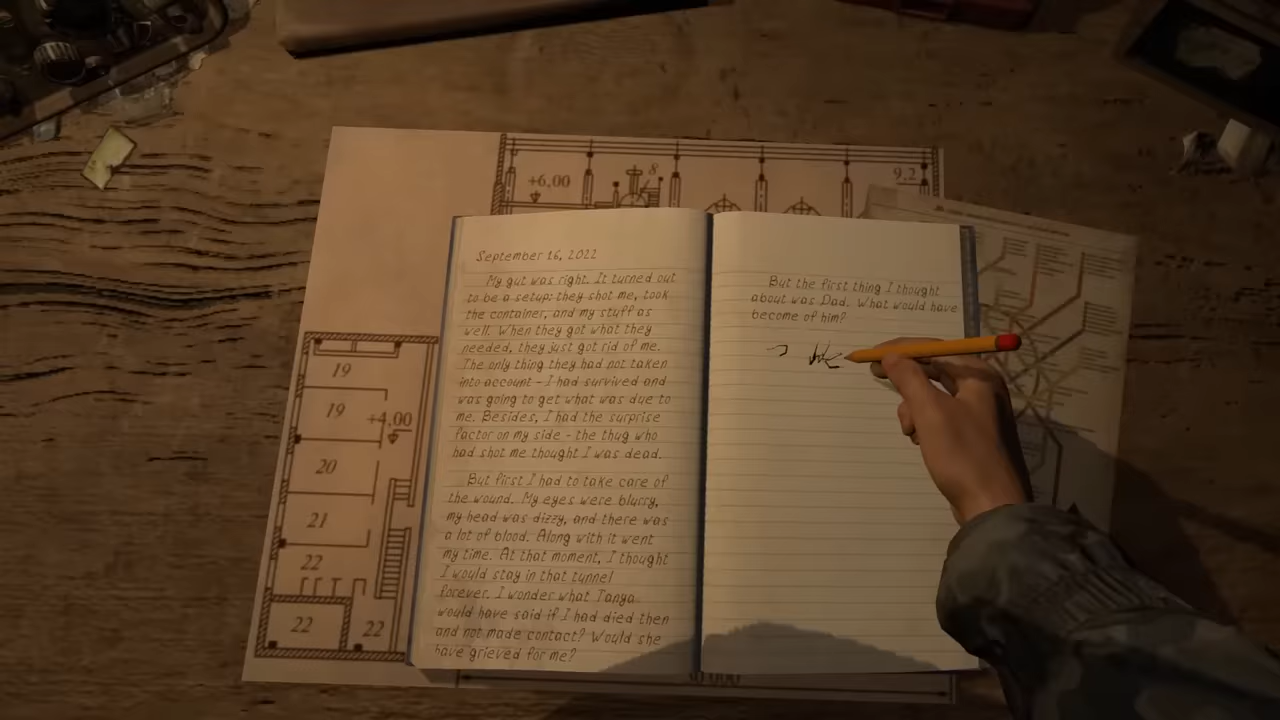 +6,00
8
9.2
September 16, 2022
My gut was right. It turned out
to be a setup: they shot me, took
the container, and my stuff as
well. When they got what they
needed, they just got rid of me.
The only thing they had not taken
into account - I had survived and
was going to get what was due to
me. Besides, I had the surprise
factor on my side - the thug who
had shot me thought I was dead.
But first I had to take care of
the wound. My eyes were blurry,
my head was dizzy, and there was
a lot of blood. Along with it went
my time. At that moment, I thought
I would stay in that tunnel
forever. I wonder what Tanya
would have said if I had died then
and not made contact? Would she
have grieved for me?
But the first thing I thought
about was Dad. What would have
become of him?
19
19
+4,00
20
21
22
22
22